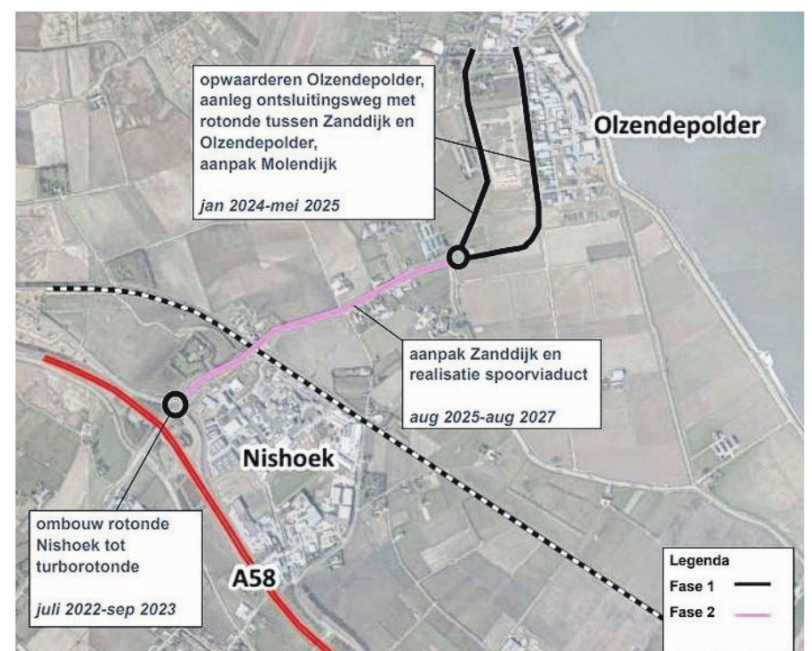 opwaarderen Olzendepolder,
aanleg ontsluitingsweg met
rotonde tussen Zanddijk en
Olzendepolder,
aanpak Molendijk
jan 2024-mei 2025
Olzendepolder
aanpak Zanddijk en
realisatie spoorviaduct
aug 2025-aug 2027
Nishoek
ombouw rotonde
Nishoek tot
turborotonde
juli 2022-sep 2023
A58
Legenda
Fase 1
Fase 2